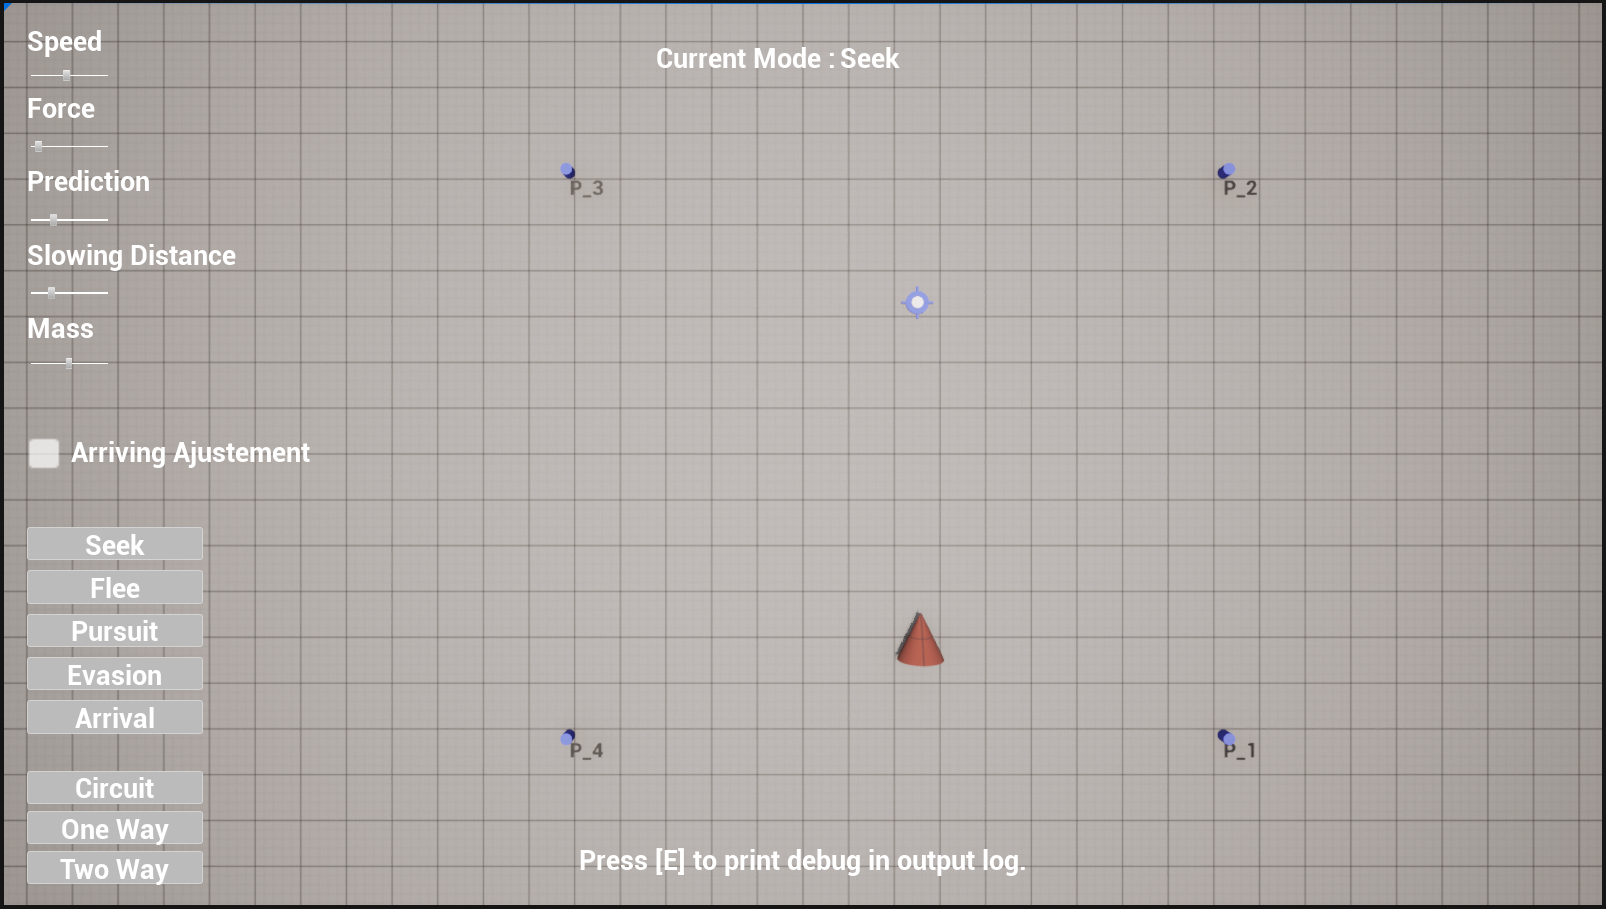 Speed
Current Mode : Seek
Force
Prediction
P_3
P_2
Slowing Distance
Mass
Arriving Ajustement
Seek
Flee
Pursuit
Evasion
Arrival
P_4
P_1
Circuit
One Way
Two Way
Press [E] to print debug in output log.